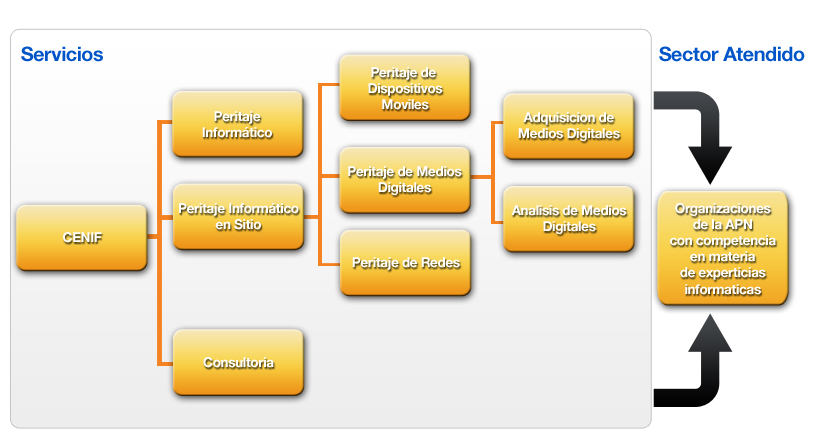 Servicios
Sector Atendido
CENIF
Peritaje
Informático
Peritaje Informático
en Sitio
Consultoria
Peritaje de
Dispositivos
Moviles
Peritaje de Medios
Digitales
Peritaje de Redes
Adquisicion de
Medios Digitales
Analisis de Medios
Digitales
Organizaciones
de la APN
con competencia
en materia
de experticias
informaticas